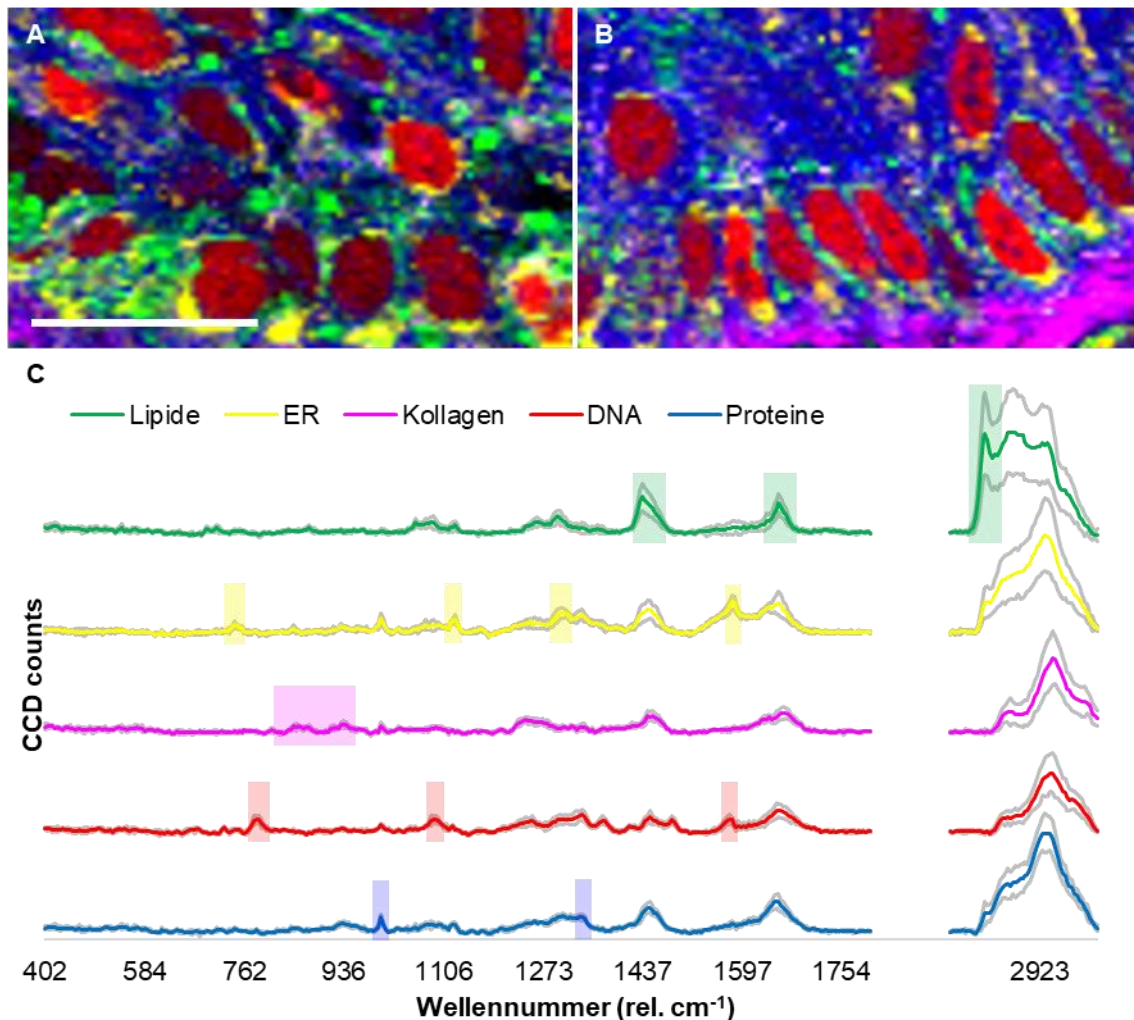 A B
C
Lipide ER Kollagen DNA Proteine
CCD counts
402 584 762 936 1106 1273 1437 1597 1754 2923
Wellennummer (rel. cm⁻¹)